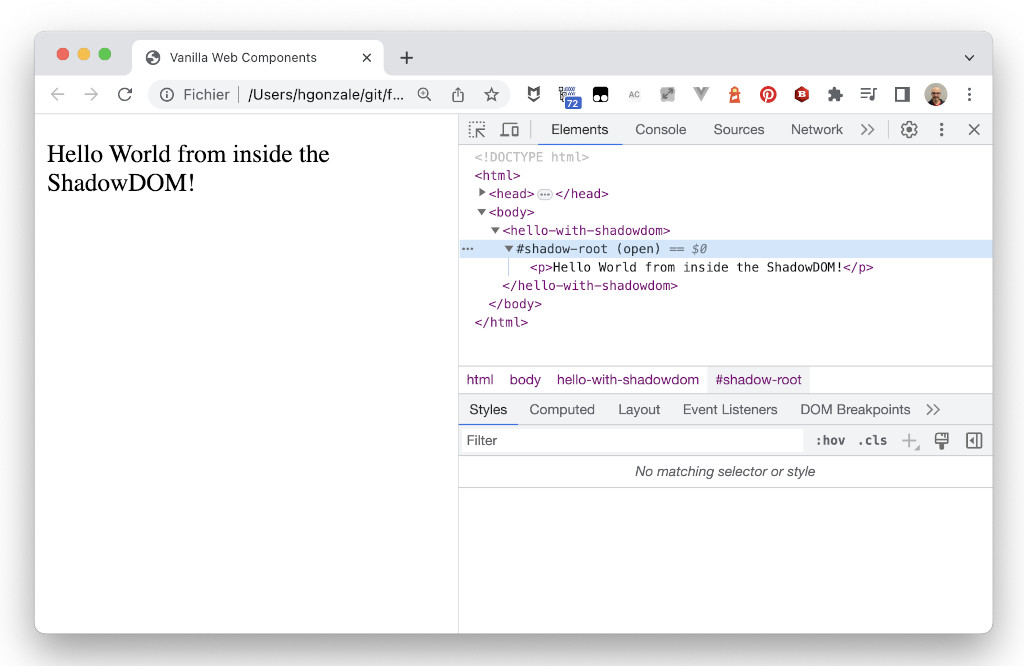 Vanilla Web Components
Fichier /Users/hgonzale/git/f... 72 AC B
Hello World from inside the
ShadowDOM!
Elements Console Sources Network
<!DOCTYPE html>
<html>
<head>…</head>
<body>
<hello-with-shadowdom>
#shadow-root (open) == $0
<p>Hello World from inside the ShadowDOM!</p>
</hello-with-shadowdom>
</body>
</html>
html body hello-with-shadowdom #shadow-root
Styles Computed Layout Event Listeners DOM Breakpoints
Filter :hov .cls
No matching selector or style